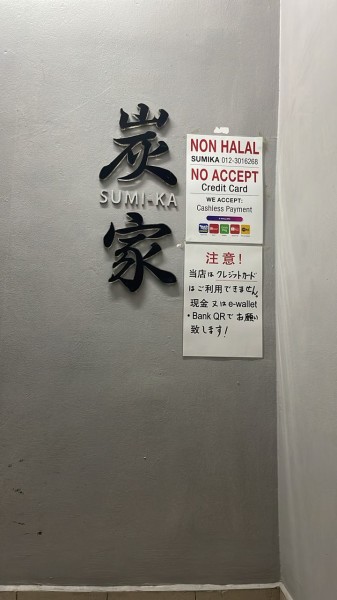 炭
SUMI-KA
家
NON HALAL
SUMIKA 012-3016268
NO ACCEPT
Credit Card
WE ACCEPT:
Cashless Payment
注意!
当店は クレジットカード
はご利用できません。
現金 又は e-wallet
・Bank QRで お願い
致します!